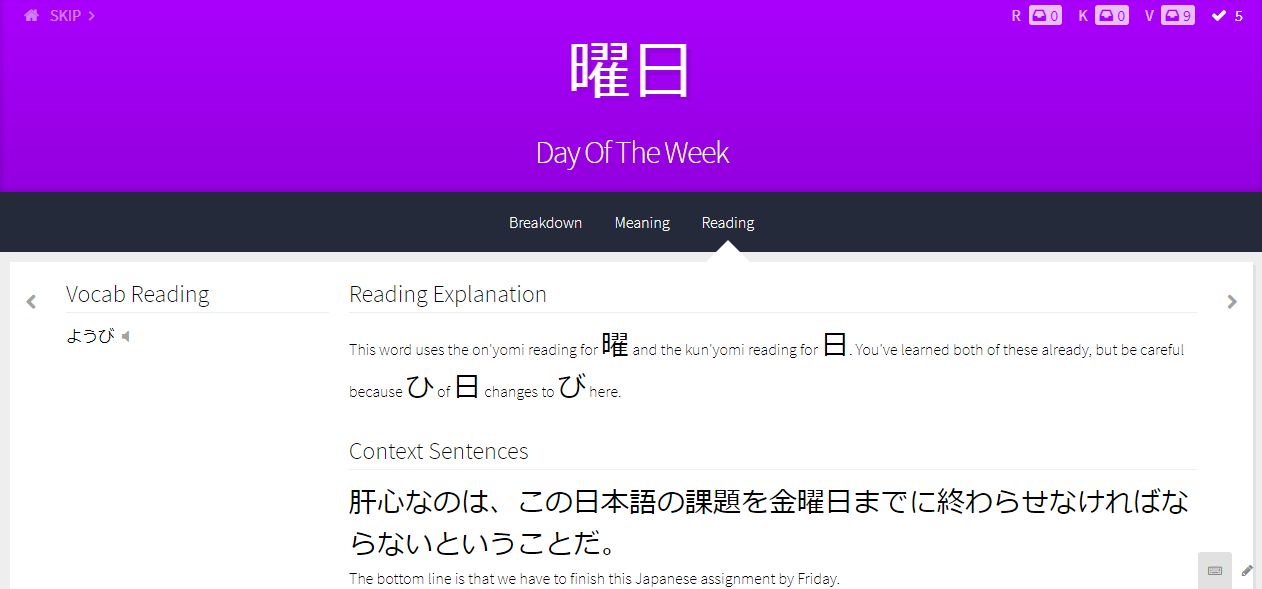 SKIP
R 0 K 0 V 9 5
曜日
Day Of The Week
Breakdown Meaning Reading
Vocab Reading
ようび
Reading Explanation
This word uses the on'yomi reading for 曜 and the kun'yomi reading for 日. You've learned both of these already, but be careful
because ひ of 日 changes to び here.
Context Sentences
肝心なのは、この日本語の課題を金曜日までに終わらせなければな
らないということだ。
The bottom line is that we have to finish this Japanese assignment by Friday.